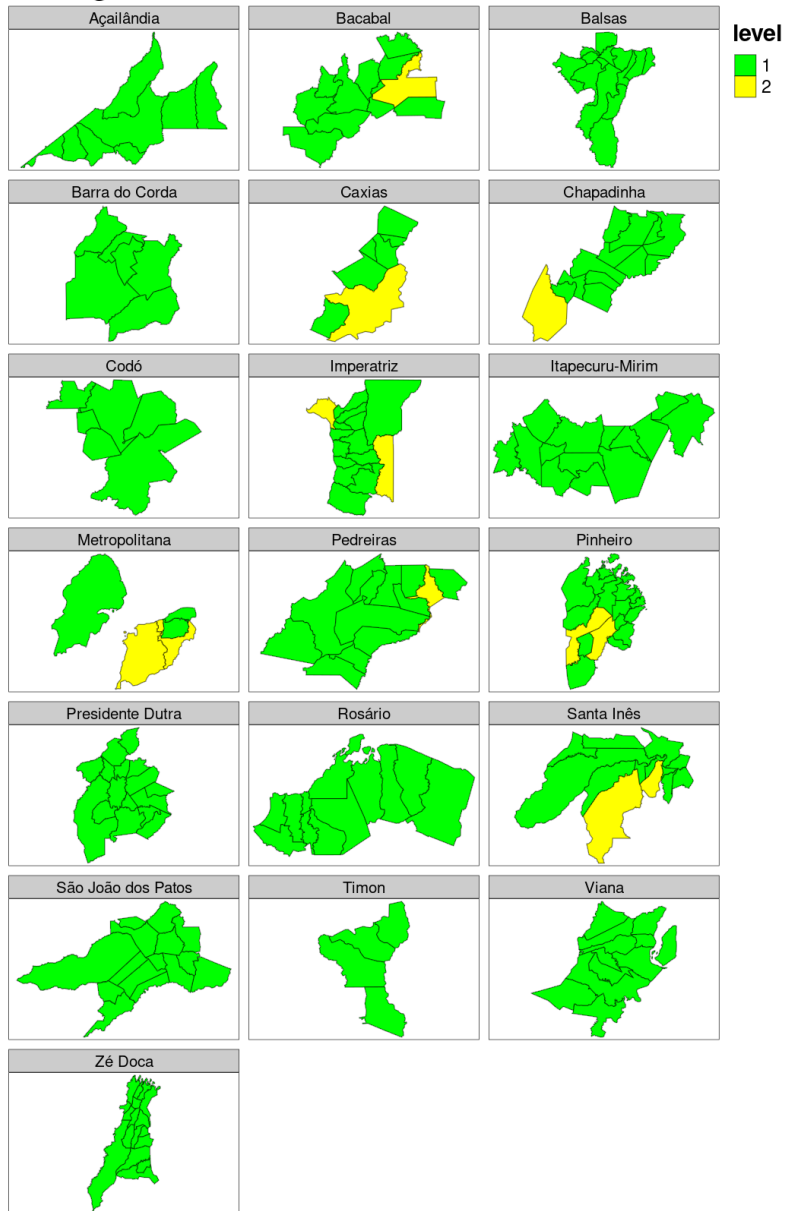 Açailândia
Bacabal
Balsas
level
1
2
Barra do Corda
Caxias
Chapadinha
Codó
Imperatriz
Itapecuru-Mirim
Metropolitana
Pedreiras
Pinheiro
Presidente Dutra
Rosário
Santa Inês
São João dos Patos
Timon
Viana
Zé Doca